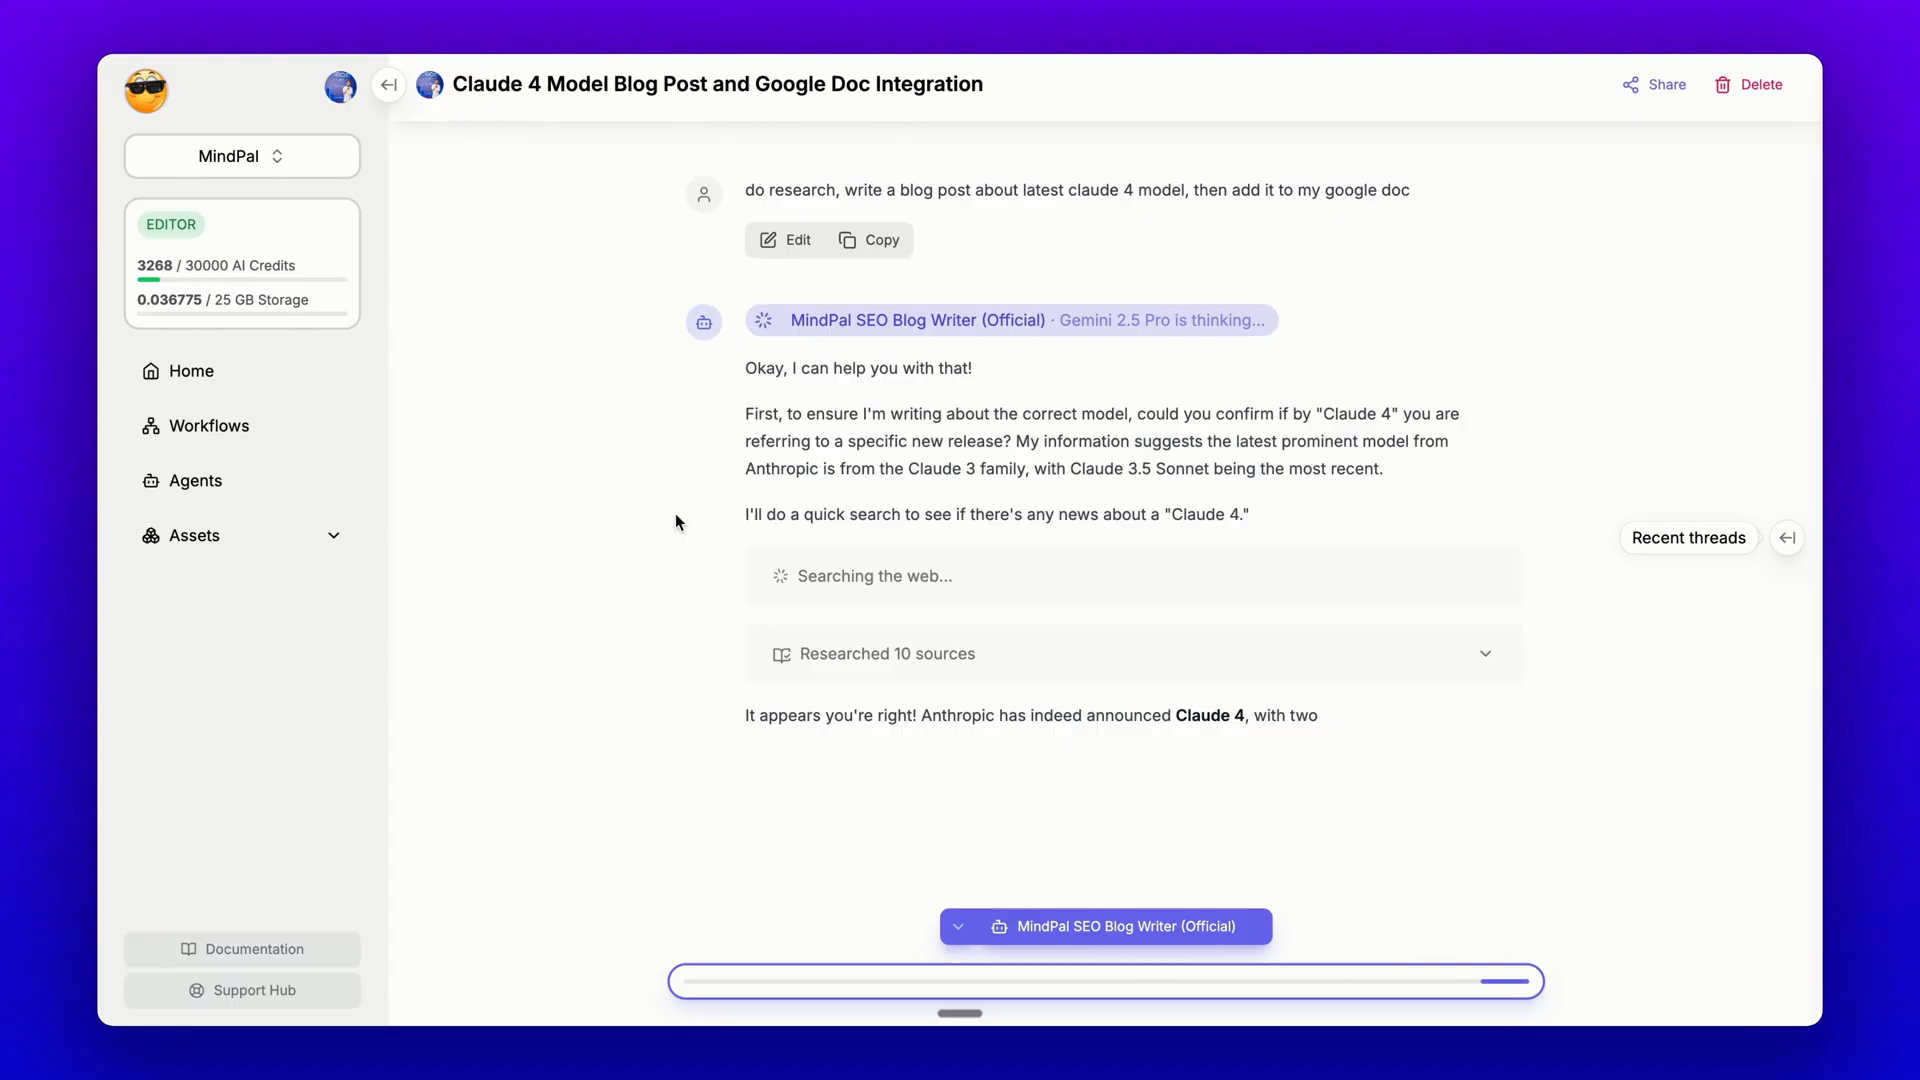 MindPal
EDITOR
3268 / 30000 AI Credits
0.036775 / 25 GB Storage
Home
Workflows
Agents
Assets
Documentation
Support Hub
Claude 4 Model Blog Post and Google Doc Integration
Share
Delete
do research, write a blog post about latest claude 4 model, then add it to my google doc
Edit
Copy
MindPal SEO Blog Writer (Official) · Gemini 2.5 Pro is thinking...
Okay, I can help you with that!
First, to ensure I'm writing about the correct model, could you confirm if by "Claude 4" you are
referring to a specific new release? My information suggests the latest prominent model from
Anthropic is from the Claude 3 family, with Claude 3.5 Sonnet being the most recent.
I'll do a quick search to see if there's any news about a "Claude 4."
Searching the web...
Researched 10 sources
It appears you're right! Anthropic has indeed announced Claude 4, with two
Recent threads
MindPal SEO Blog Writer (Official)